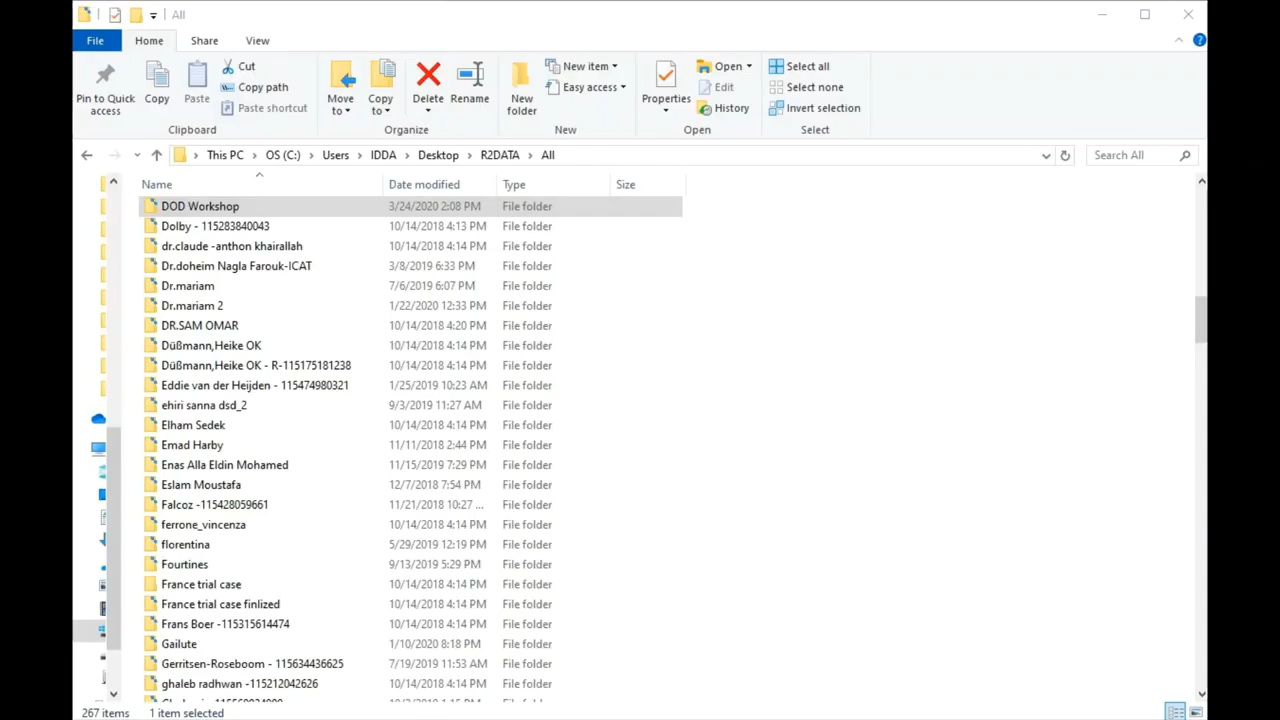 All
File Home Share View
Pin to Quick access
Copy
Paste
Cut
Copy path
Paste shortcut
Clipboard
Move to
Copy to
Delete
Rename
Organize
New folder
New item
Easy access
New
Properties
Open
Edit
History
Open
Select all
Select none
Invert selection
Select
This PC > OS (C:) > Users > IDDA > Desktop > R2DATA > All
Search All
Name Date modified Type Size
DOD Workshop 3/24/2020 2:08 PM File folder
Dolby - 115283840043 10/14/2018 4:13 PM File folder
dr.claude -anthon khairallah 10/14/2018 4:14 PM File folder
Dr.doheim Nagla Farouk-ICAT 3/8/2019 6:33 PM File folder
Dr.mariam 7/6/2019 6:07 PM File folder
Dr.mariam 2 1/22/2020 12:33 PM File folder
DR.SAM OMAR 10/14/2018 4:20 PM File folder
Düßmann,Heike OK 10/14/2018 4:14 PM File folder
Düßmann,Heike OK - R-115175181238 10/14/2018 4:14 PM File folder
Eddie van der Heijden - 115474980321 1/25/2019 10:23 AM File folder
ehiri sanna dsd_2 9/3/2019 11:27 AM File folder
Elham Sedek 10/14/2018 4:14 PM File folder
Emad Harby 11/11/2018 2:44 PM File folder
Enas Alla Eldin Mohamed 11/15/2019 7:29 PM File folder
Eslam Moustafa 12/7/2018 7:54 PM File folder
Falcoz -115428059661 11/21/2018 10:27 ... File folder
ferrone_vincenza 10/14/2018 4:14 PM File folder
florentina 5/29/2019 12:19 PM File folder
Fourtines 9/13/2019 5:29 PM File folder
France trial case 10/14/2018 4:14 PM File folder
France trial case finlized 10/14/2018 4:14 PM File folder
Frans Boer -115315614474 10/14/2018 4:14 PM File folder
Gailute 1/10/2020 8:18 PM File folder
Gerritsen-Roseboom - 115634436625 7/19/2019 11:53 AM File folder
ghaleb radhwan -115212042626 10/14/2018 4:14 PM File folder
267 items 1 item selected